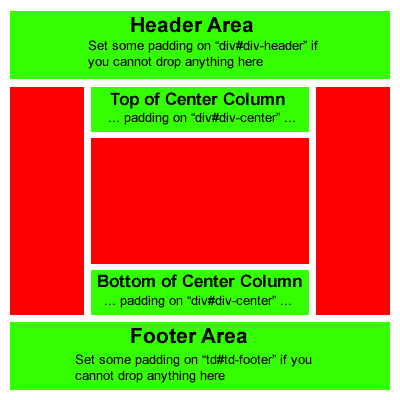 Header Area
Set some padding on “div#div-header” if
you cannot drop anything here
Top of Center Column
... padding on “div#div-center” ...
Bottom of Center Column
... padding on “div#div-center” ...
Footer Area
Set some padding on “td#td-footer” if you
cannot drop anything here